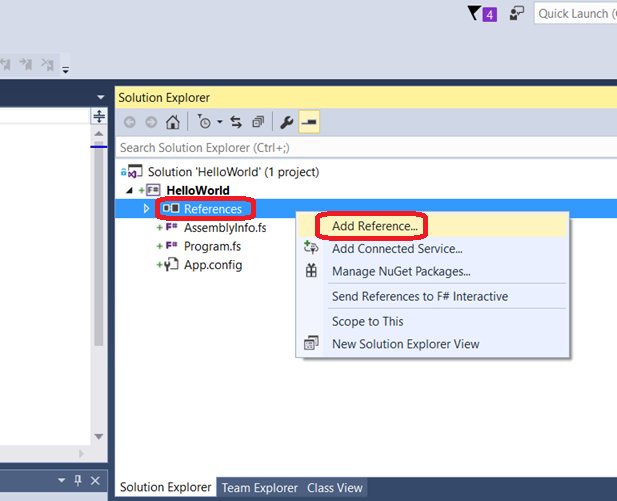 4
Quick Launch (
Solution Explorer
Search Solution Explorer (Ctrl+;)
Solution 'HelloWorld' (1 project)
F# HelloWorld
References
F# AssemblyInfo.fs
F# Program.fs
App.config
Add Reference...
Add Connected Service...
Manage NuGet Packages...
Send References to F# Interactive
Scope to This
New Solution Explorer View
Solution Explorer Team Explorer Class View